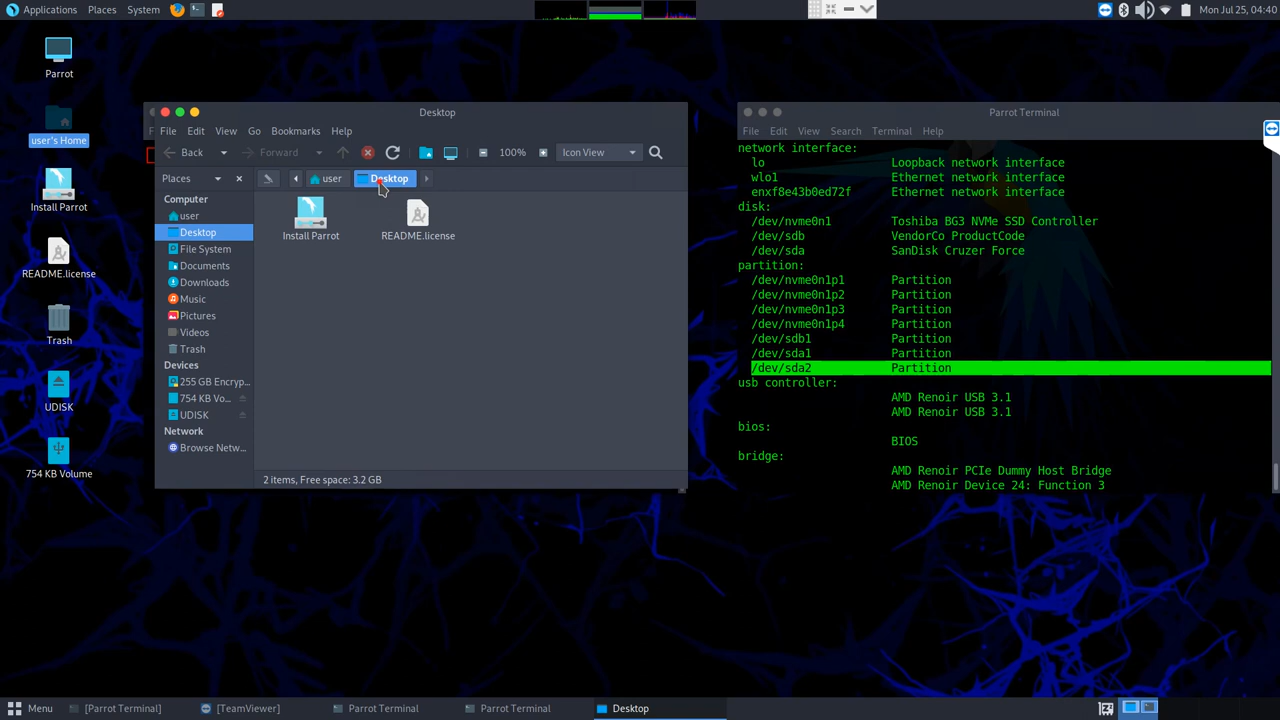 Applications Places System
Mon Jul 25, 04:40
Parrot
user's Home
Install Parrot
README.license
Trash
UDISK
754 KB Volume
Desktop
File Edit View Go Bookmarks Help
Back Forward 100% Icon View
Places user Desktop
Computer
user
Desktop
File System
Documents
Downloads
Music
Pictures
Videos
Trash
Devices
255 GB Encryp...
754 KB Vo...
UDISK
Network
Browse Netw...
Install Parrot README.license
2 items, Free space: 3.2 GB
Parrot Terminal
File Edit View Search Terminal Help
network interface:
lo Loopback network interface
wlo1 Ethernet network interface
enxf8e43b0ed72f Ethernet network interface
disk:
/dev/nvme0n1 Toshiba BG3 NVMe SSD Controller
/dev/sdb VendorCo ProductCode
/dev/sda SanDisk Cruzer Force
partition:
/dev/nvme0n1p1 Partition
/dev/nvme0n1p2 Partition
/dev/nvme0n1p3 Partition
/dev/nvme0n1p4 Partition
/dev/sdb1 Partition
/dev/sda1 Partition
/dev/sda2 Partition
usb controller:
AMD Renoir USB 3.1
AMD Renoir USB 3.1
bios:
BIOS
bridge:
AMD Renoir PCIe Dummy Host Bridge
AMD Renoir Device 24: Function 3
Menu [Parrot Terminal] [TeamViewer] Parrot Terminal Parrot Terminal Desktop